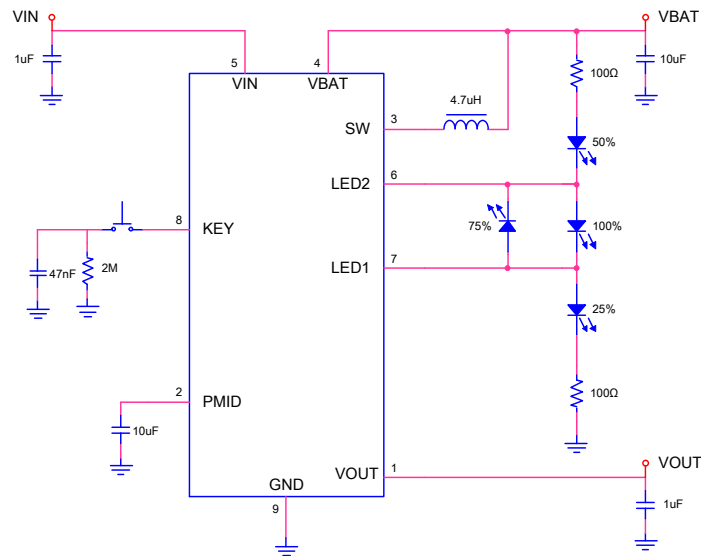 VIN
VBAT
1uF
5
4
100Ω
10uF
VIN
VBAT
4.7uH
3
SW
50%
6
LED2
8
KEY
75%
100%
47nF
2M
7
LED1
25%
2
PMID
100Ω
10uF
VOUT
1
VOUT
GND
9
1uF